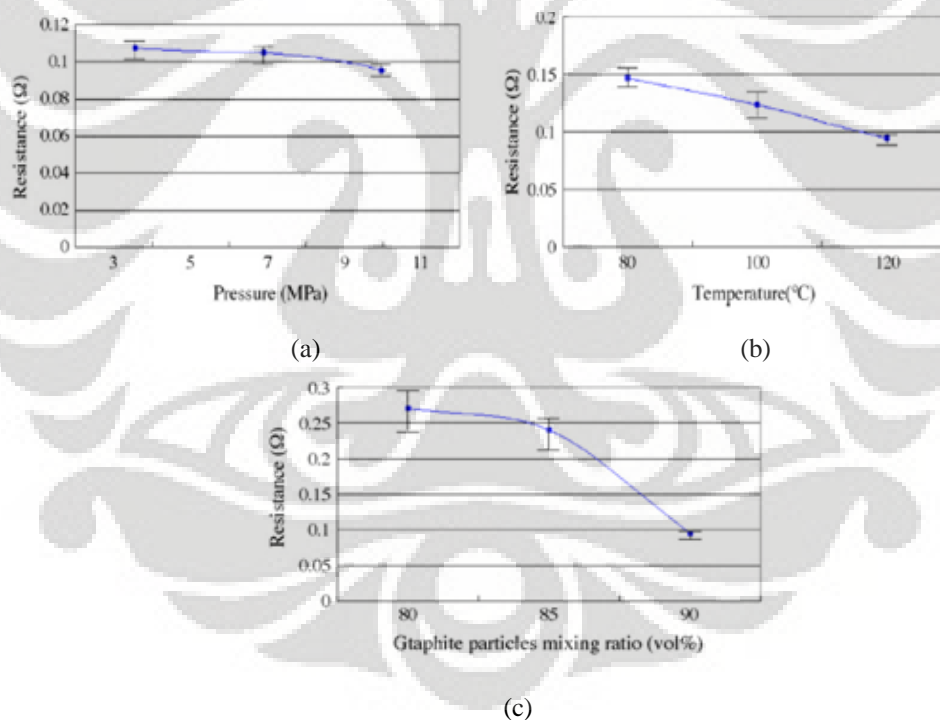 0.12
0.1
0.08
0.06
0.04
0.02
0
Resistance (Ω)
3 5 7 9 11
Pressure (MPa)
(a)
0.2
0.15
0.1
0.05
0
Resistance (Ω)
80 100 120
Temperature(℃)
(b)
0.3
0.25
0.2
0.15
0.1
0.05
0
Resistance (Ω)
80 85 90
Gtaphite particles mixing ratio (vol%)
(c)